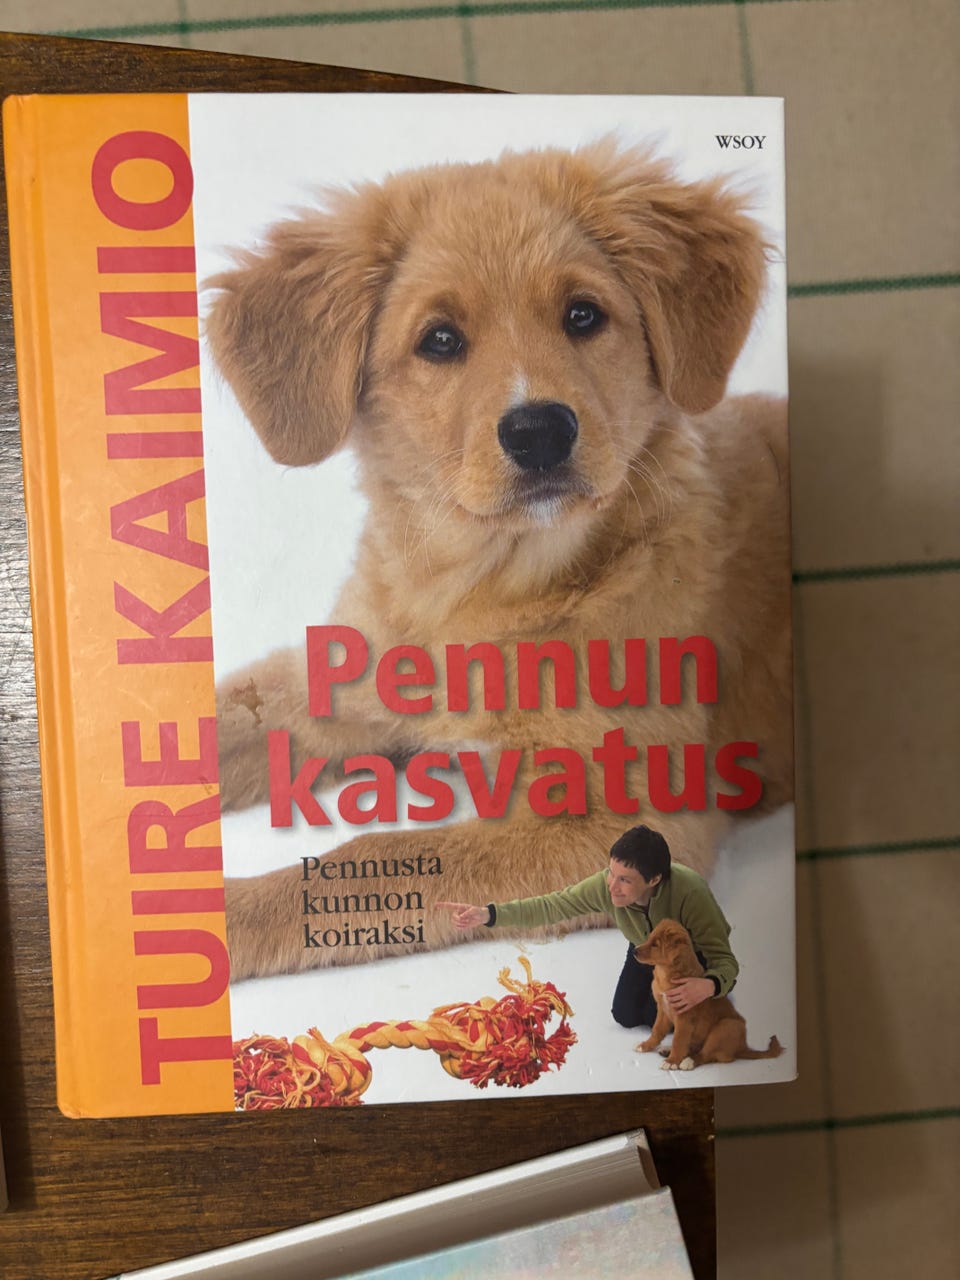 WSOY
TUIRE KAIMIO
Pennun
kasvatus
Pennusta
kunnon
koiraksi